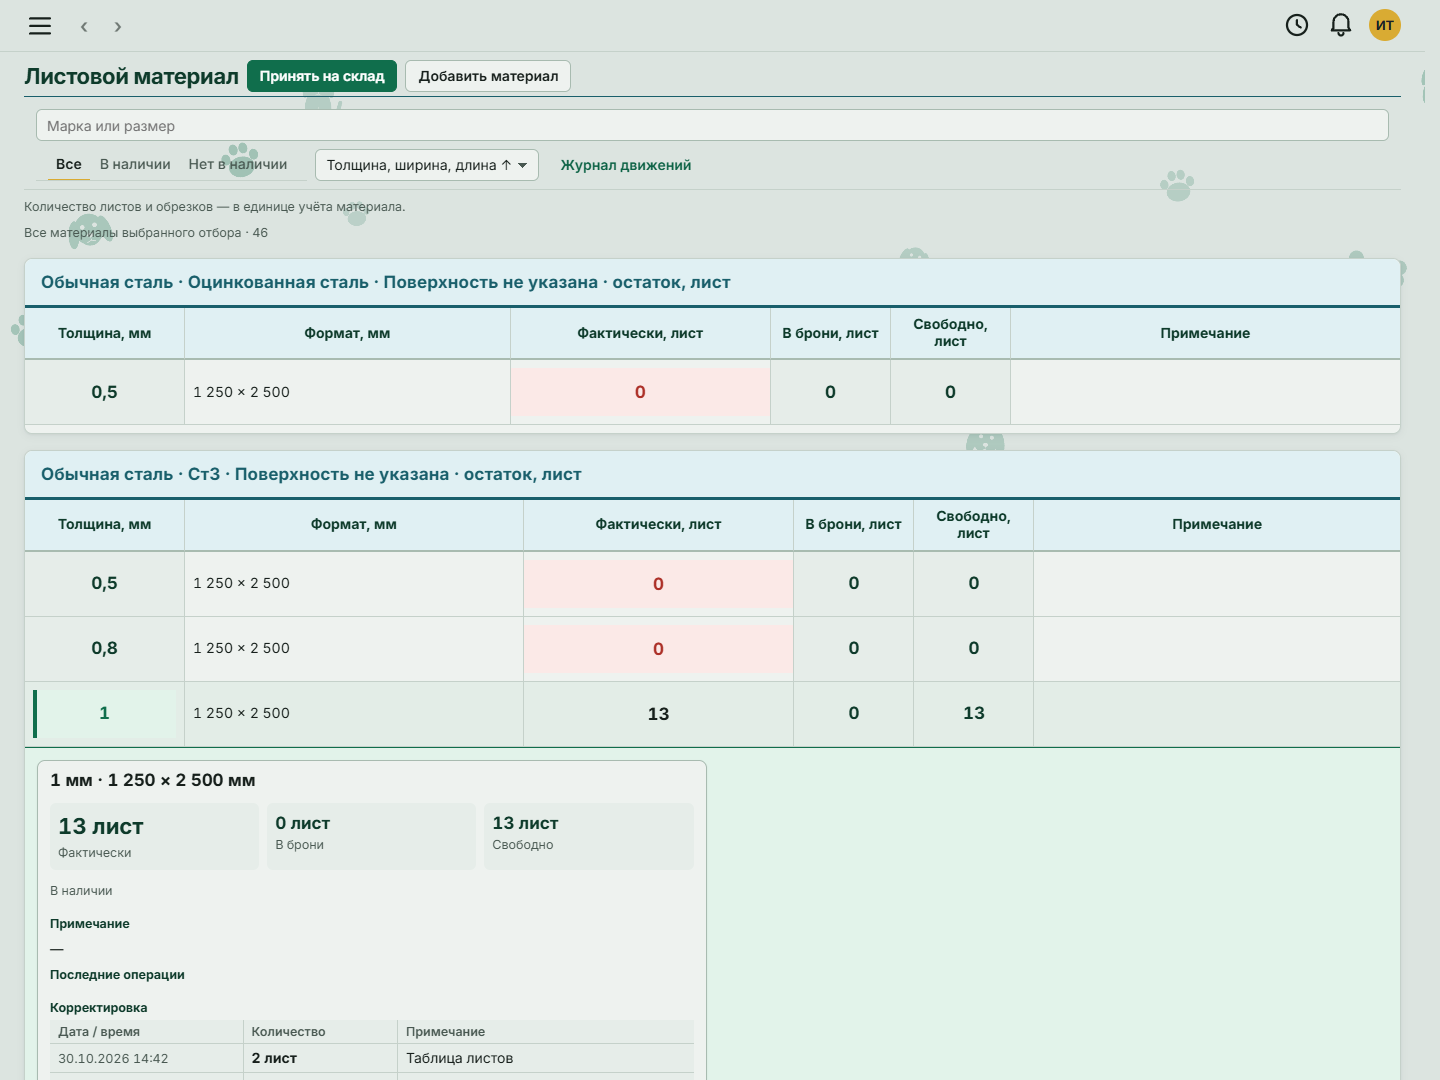 ИТ
Листовой материал
Принять на склад
Добавить материал
Марка или размер
Все
В наличии
Нет в наличии
Толщина, ширина, длина ↑
Журнал движений
Количество листов и обрезков — в единице учёта материала.
Все материалы выбранного отбора · 46
Обычная сталь · Оцинкованная сталь · Поверхность не указана · остаток, лист
Толщина, мм
Формат, мм
Фактически, лист
В брони, лист
Свободно,
лист
Примечание
0,5
1 250 × 2 500
0
0
0
Обычная сталь · Ст3 · Поверхность не указана · остаток, лист
Толщина, мм
Формат, мм
Фактически, лист
В брони, лист
Свободно,
лист
Примечание
0,5
1 250 × 2 500
0
0
0
0,8
1 250 × 2 500
0
0
0
1
1 250 × 2 500
13
0
13
1 мм · 1 250 × 2 500 мм
13 лист
Фактически
0 лист
В брони
13 лист
Свободно
В наличии
Примечание
—
Последние операции
Корректировка
Дата / время
Количество
Примечание
30.10.2026 14:42
2 лист
Таблица листов